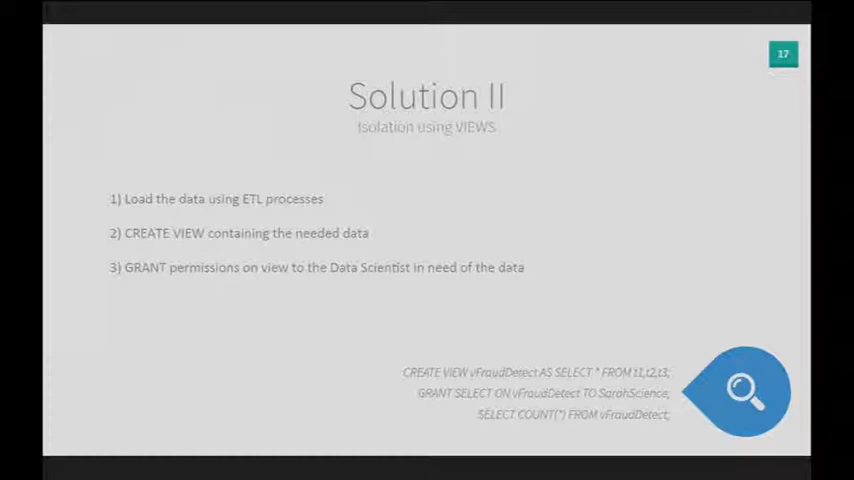 17
Solution II
Isolation using VIEWS
1) Load the data using ETL processes
2) CREATE VIEW containing the needed data
3) GRANT permissions on view to the Data Scientist in need of the data
CREATE VIEW vFraudDetect AS SELECT * FROM t1,t2,t3;
GRANT SELECT ON vFraudDetect TO SarahScience;
SELECT COUNT(*) FROM vFraudDetect;